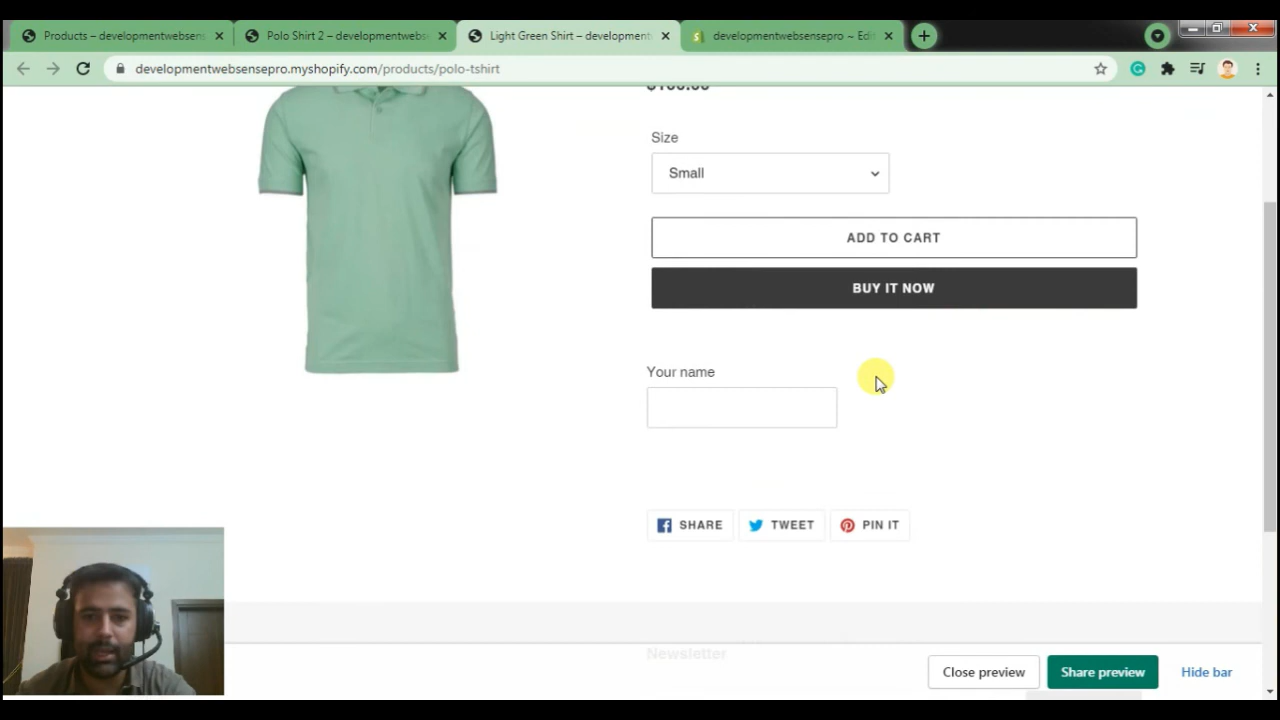 Products – developmentwebsens
Polo Shirt 2 – developmentwebs
Light Green Shirt – development
developmentwebsensepro ~ Edi
developmentwebsensepro.myshopify.com/products/polo-tshirt
Size
Small
ADD TO CART
BUY IT NOW
Your name
SHARE
TWEET
PIN IT
Newsletter
Close preview
Share preview
Hide bar